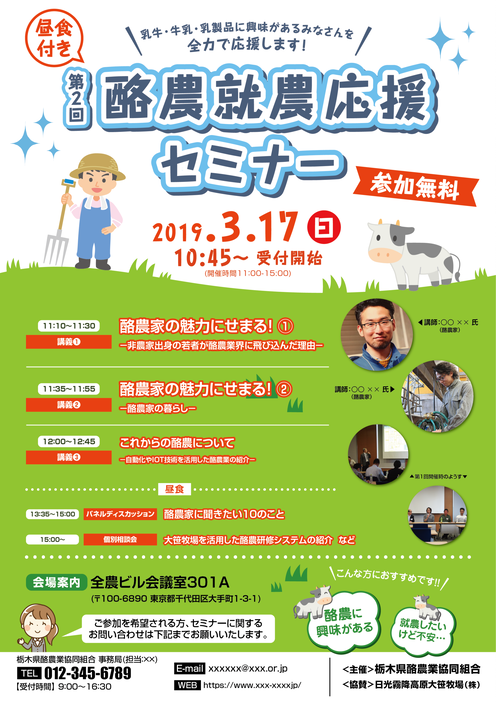 昼食
付き
乳牛・牛乳・乳製品に興味があるみなさんを
全力で応援します!
第2回
酪農就農応援
セミナー
参加無料
2019.3.17 日
10:45〜 受付開始
(開催時間11:00-15:00)
11:10〜11:30
講義❶
酪農家の魅力にせまる! ①
ー非農家出身の若者が酪農業界に飛び込んだ理由ー
◀講師:○○ ×× 氏
(酪農家)
11:35〜11:55
講義❷
酪農家の魅力にせまる! ②
ー酪農家の暮らしー
講師:○○ ×× 氏▶
(酪農家)
12:00〜12:45
講義❸
これからの酪農について
ー自動化やIOT技術を活用した酪農業の紹介ー
▲第1回開催時のようす▼
昼食
13:35〜15:00
パネルディスカッション
酪農家に聞きたい10のこと
15:00〜
個別相談会
大笹牧場を活用した酪農研修システムの紹介 など
会場案内
全農ビル会議室301A
(〒100-6890 東京都千代田区大手町1-3-1)
こんな方におすすめです!!
酪農に
興味がある
就農したい
けど不安…
ご参加を希望される方、セミナーに関する
お問い合わせは下記までお願いいたします。
栃木県酪農業協同組合 事務局(担当:××)
TEL 012-345-6789
【受付時間】 9:00〜16:30
E-mail xxxxxx@xxx.or.jp
WEB https://www.xxx-xxxxjp/
<主催>栃木県酪農業協同組合
<協賛>日光霧降高原大笹牧場(株)